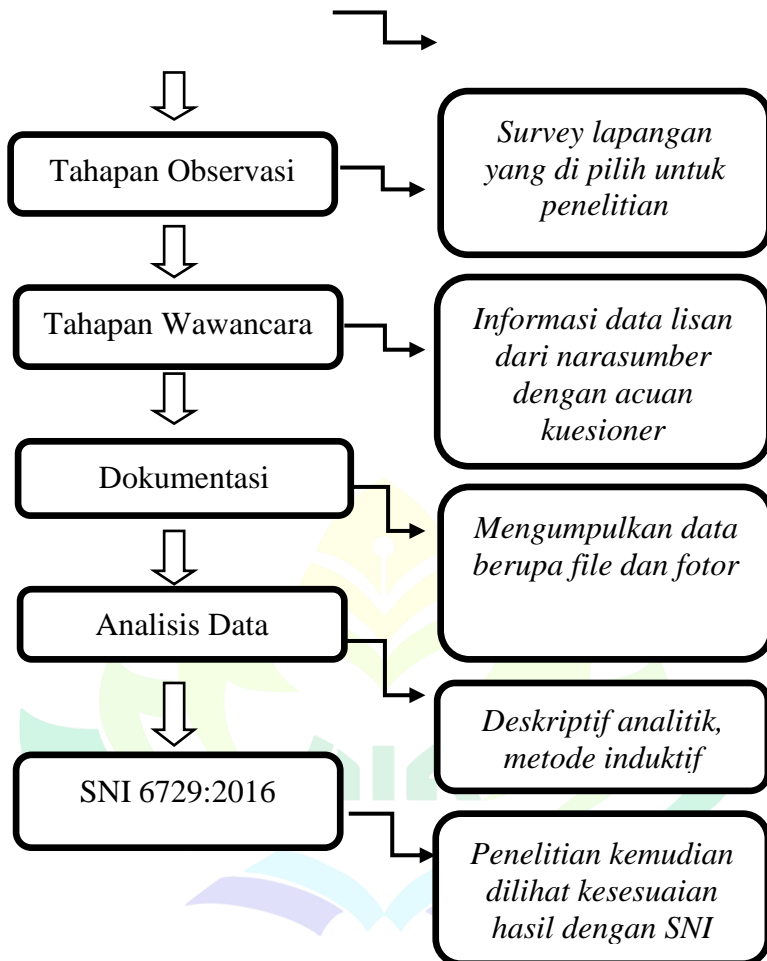 Tahapan Observasi
Survey lapangan
yang di pilih untuk
penelitian
Tahapan Wawancara
Informasi data lisan
dari narasumber
dengan acuan
kuesioner
Dokumentasi
Mengumpulkan data
berupa file dan fotor
Analisis Data
Deskriptif analitik,
metode induktif
SNI 6729:2016
Penelitian kemudian
dilihat kesesuaian
hasil dengan SNI